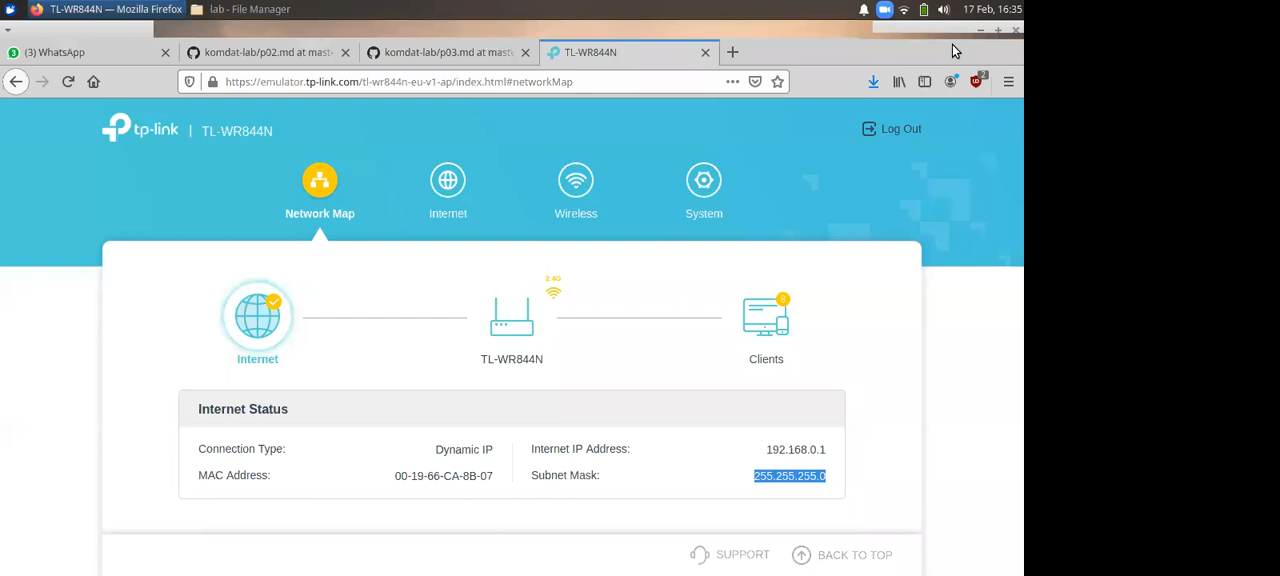 TL-WR844N — Mozilla Firefox
lab - File Manager
17 Feb, 16:35
(3) WhatsApp
komdat-lab/p02.md at mast
komdat-lab/p03.md at mast
TL-WR844N
https://emulator.tp-link.com/tl-wr844n-eu-v1-ap/index.html#networkMap
2
tp-link | TL-WR844N
Log Out
Network Map
Internet
Wireless
System
2.4G
8
Internet
TL-WR844N
Clients
Internet Status
Connection Type: Dynamic IP Internet IP Address: 192.168.0.1
MAC Address: 00-19-66-CA-8B-07 Subnet Mask: 255.255.255.0
SUPPORT
BACK TO TOP